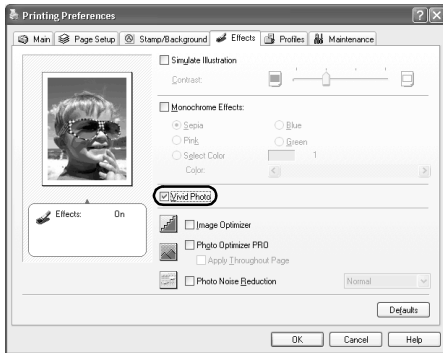 Printing Preferences
Main Page Setup Stamp/Background Effects Profiles Maintenance
Simulate Illustration
Contrast:
Monochrome Effects:
Sepia Blue
Pink Green
Select Color 1
Color:
Vivid Photo
Effects: On
Image Optimizer
Photo Optimizer PRO
Apply Throughout Page
Photo Noise Reduction Normal
Defaults
OK Cancel Help